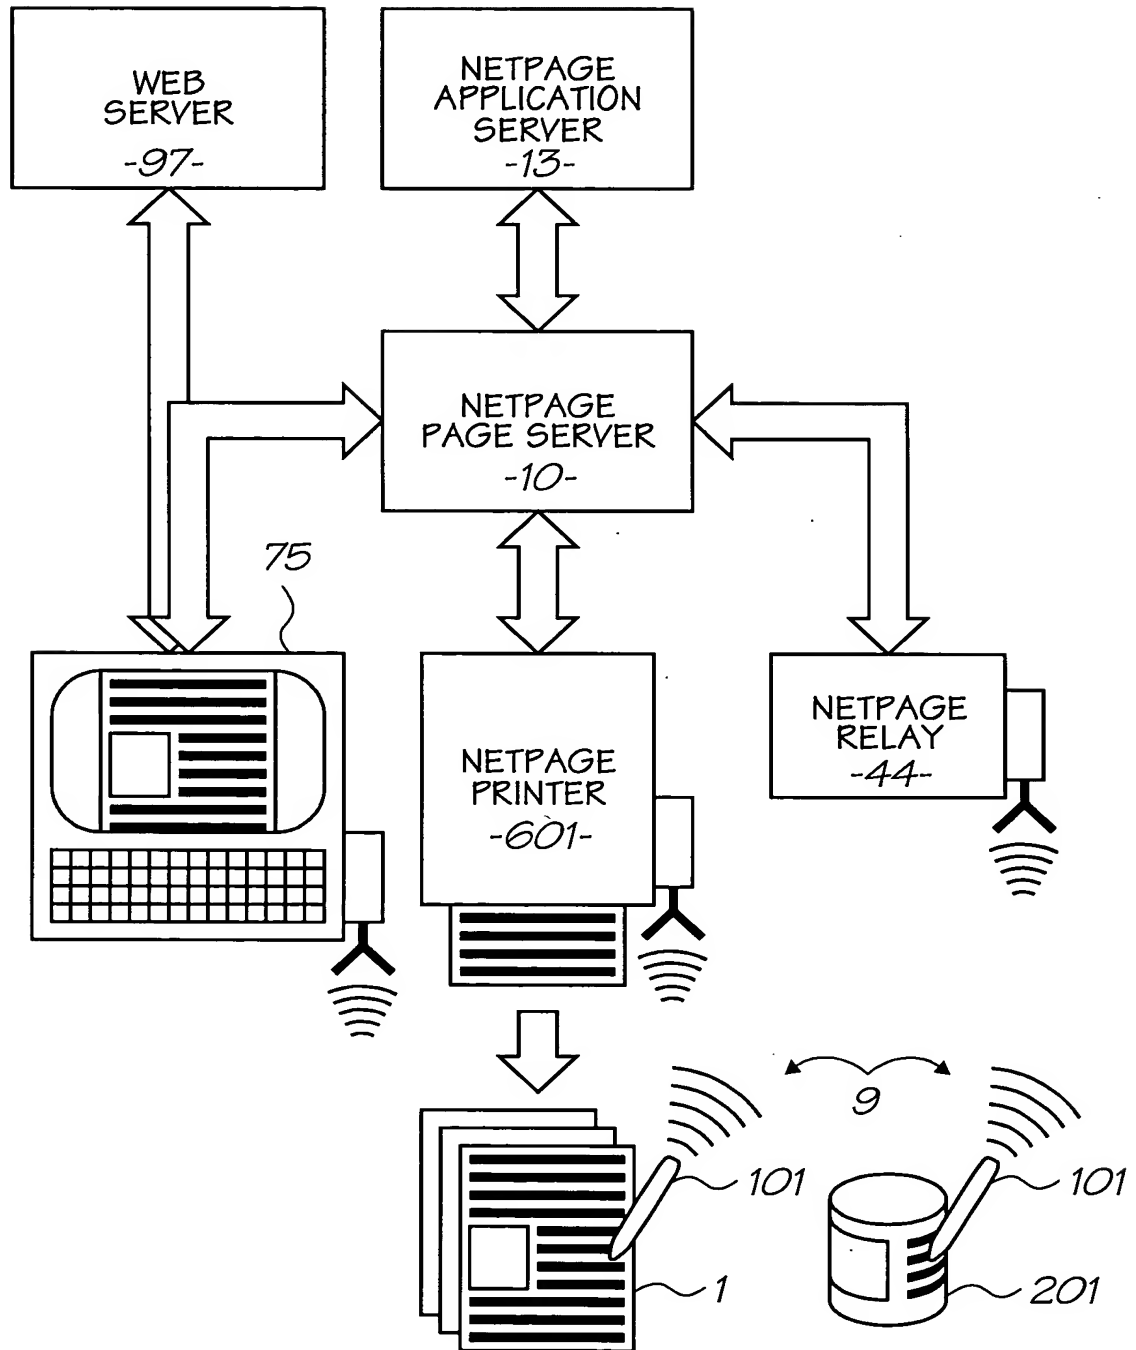 WEB
SERVER
-97-
NETPAGE
APPLICATION
SERVER
-13-
NETPAGE
PAGE SERVER
-10-
75
NETPAGE
PRINTER
-601-
NETPAGE
RELAY
-44-
9
101
101
1
201